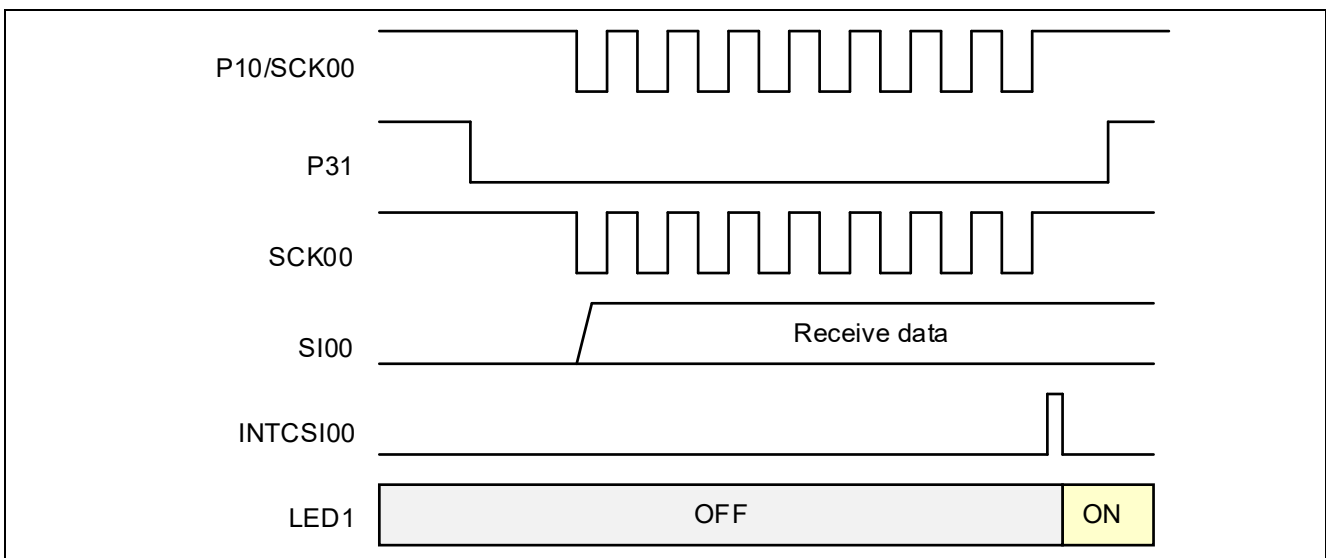 P10/SCK00
P31
SCK00
SI00
Receive data
INTCSI00
LED1
OFF
ON